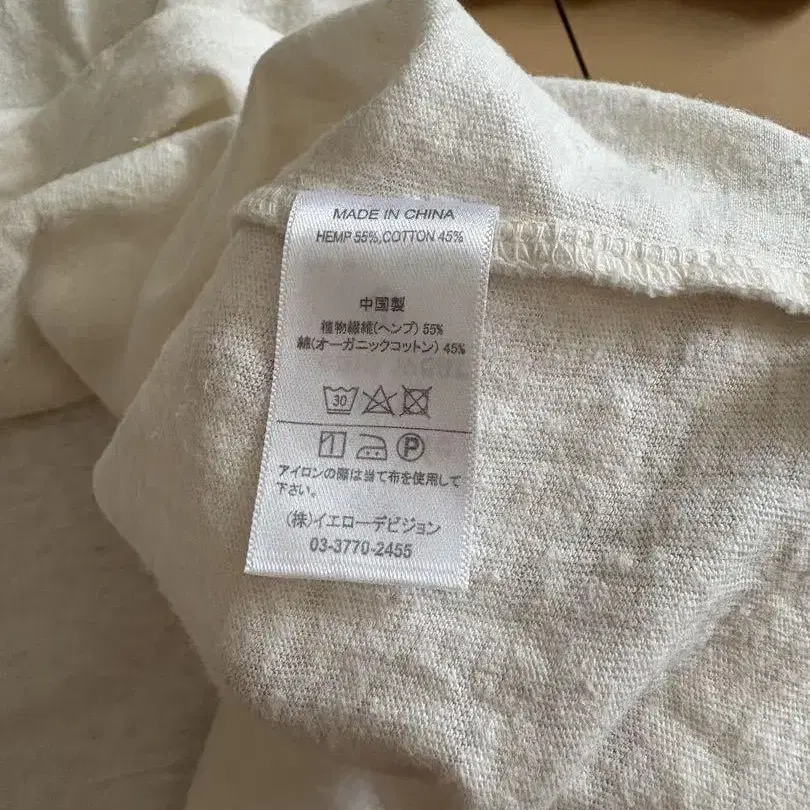 MADE IN CHINA
HEMP 55%,COTTON 45%
中国製
植物繊維(ヘンプ) 55%
綿(オーガニックコットン) 45%
30
P
アイロンの際は当て布を使用して
下さい。
(株)イエローデビジョン
03-3770-2455